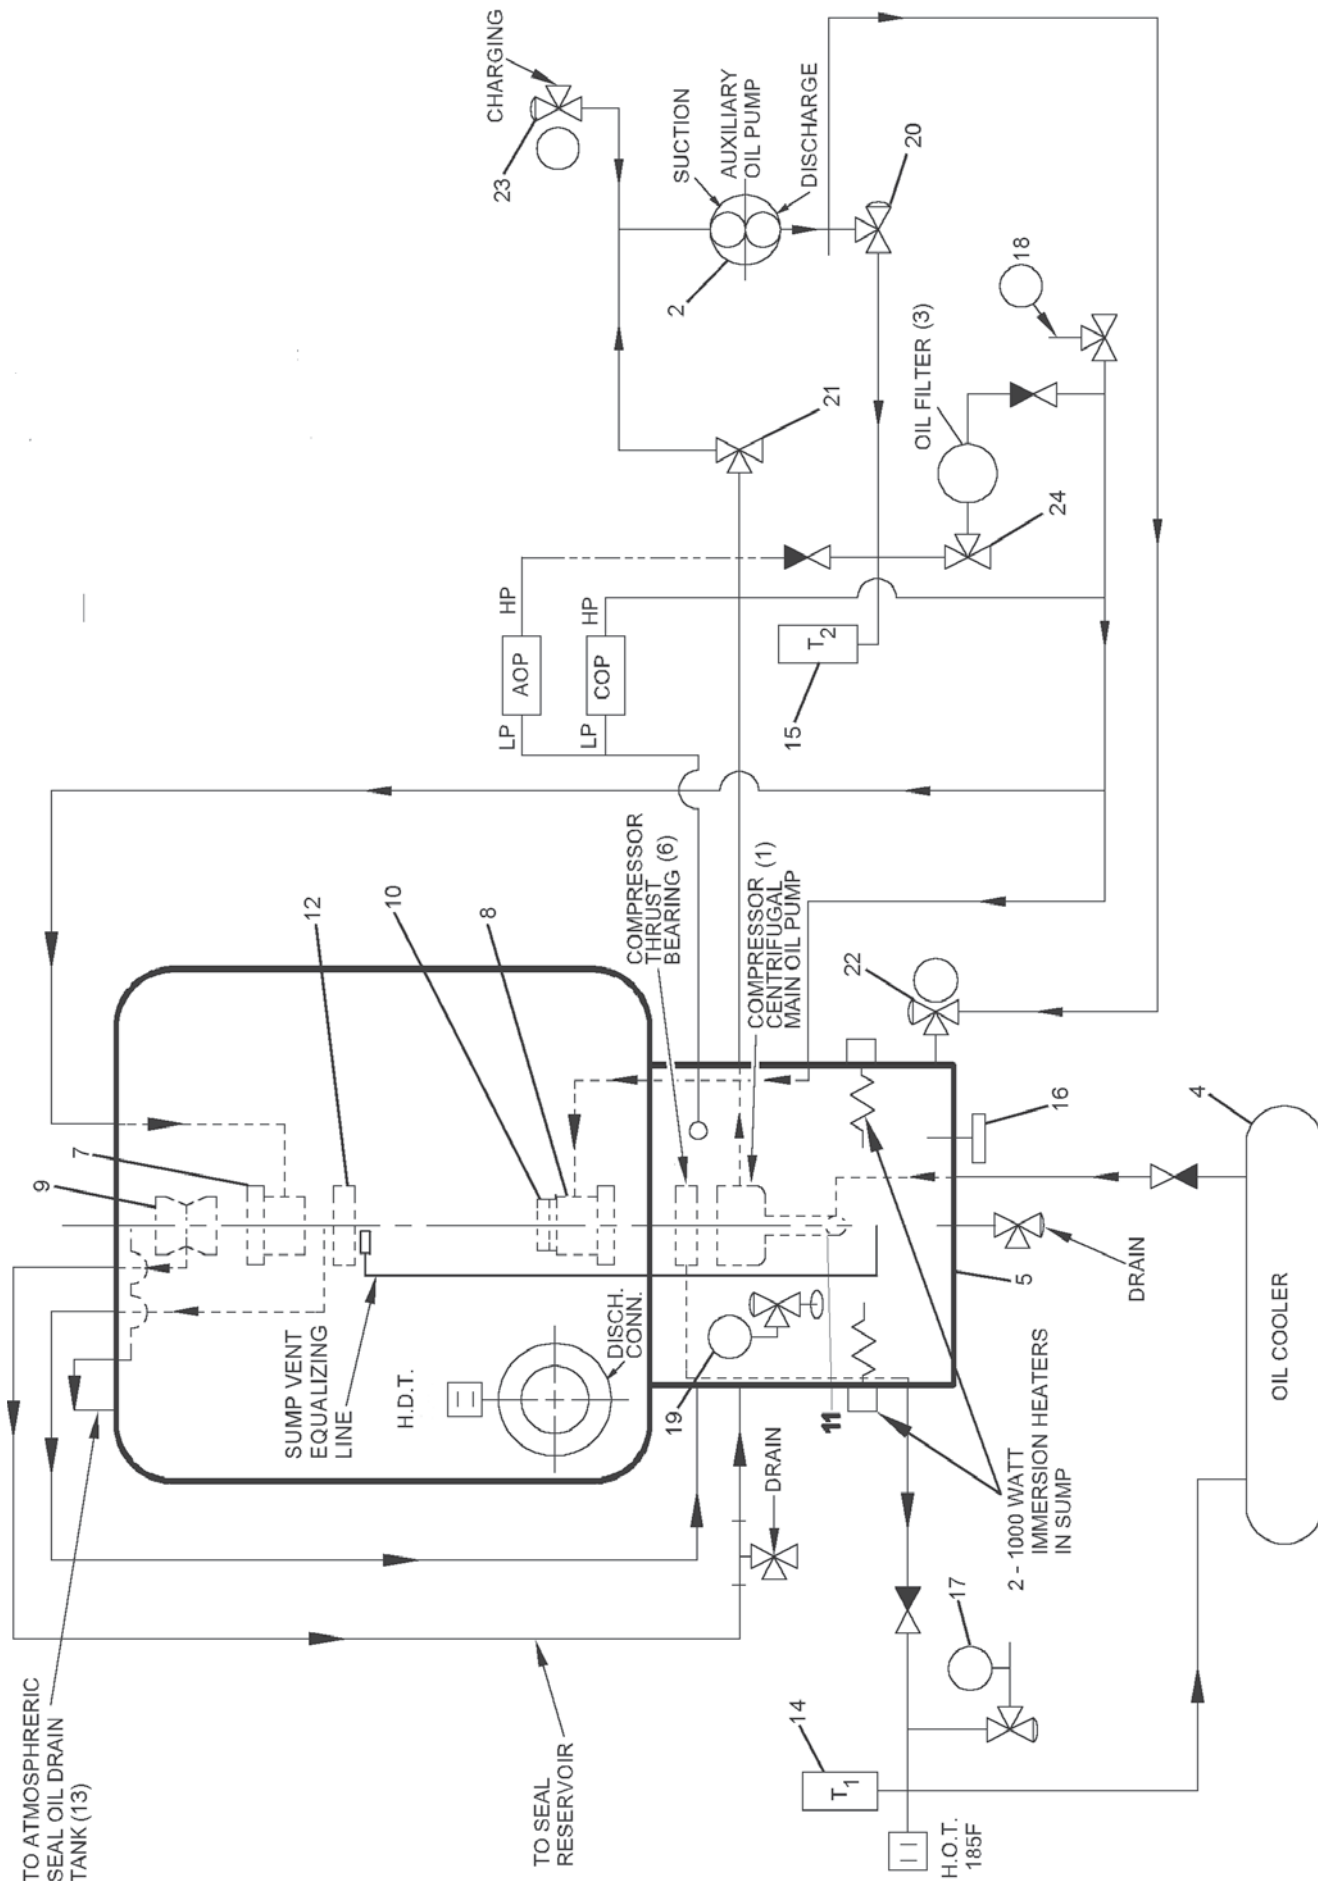 TO ATMOSPHRERIC
SEAL OIL DRAIN
TANK (13)
TO SEAL
RESERVOIR
SUMP VENT
EQUALIZING
LINE
H.D.T.
DISCH.
CONN.
9
7
12
10
8
COMPRESSOR
THRUST
BEARING (6)
COMPRESSOR (1)
CENTRIFUGAL
MAIN OIL PUMP
19
11
DRAIN
2 - 1000 WATT
IMMERSION HEATERS
IN SUMP
14
T1
17
H.O.T.
185F
OIL COOLER
4
DRAIN
5
16
22
LP
AOP
HP
LP
COP
HP
15
T2
21
24
OIL FILTER (3)
18
20
2
SUCTION
AUXILIARY
OIL PUMP
DISCHARGE
23
CHARGING